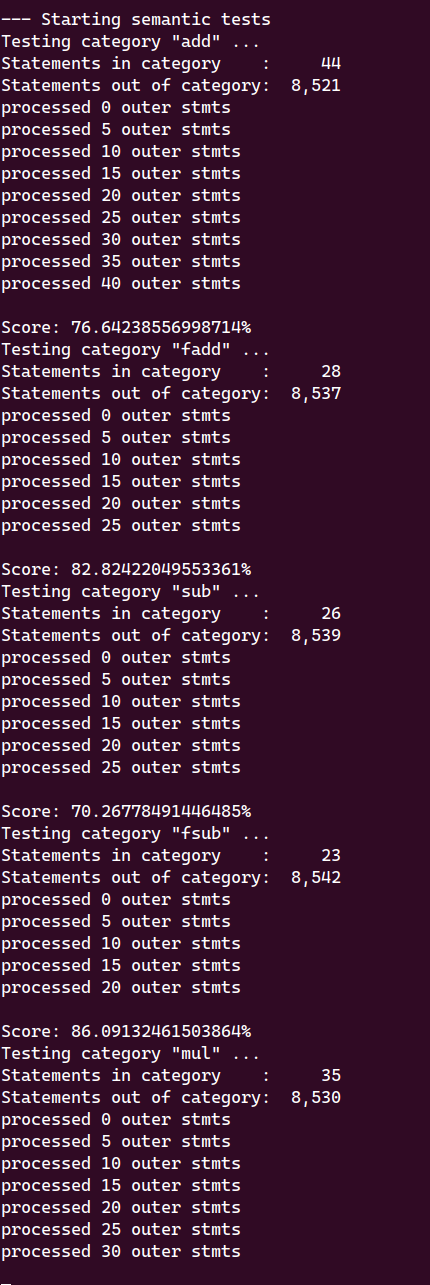 --- Starting semantic tests
Testing category "add" ...
Statements in category    :     44
Statements out of category:  8,521
processed 0 outer stmts
processed 5 outer stmts
processed 10 outer stmts
processed 15 outer stmts
processed 20 outer stmts
processed 25 outer stmts
processed 30 outer stmts
processed 35 outer stmts
processed 40 outer stmts

Score: 76.64238556998714%
Testing category "fadd" ...
Statements in category    :     28
Statements out of category:  8,537
processed 0 outer stmts
processed 5 outer stmts
processed 10 outer stmts
processed 15 outer stmts
processed 20 outer stmts
processed 25 outer stmts

Score: 82.82422049553361%
Testing category "sub" ...
Statements in category    :     26
Statements out of category:  8,539
processed 0 outer stmts
processed 5 outer stmts
processed 10 outer stmts
processed 15 outer stmts
processed 20 outer stmts
processed 25 outer stmts

Score: 70.26778491446485%
Testing category "fsub" ...
Statements in category    :     23
Statements out of category:  8,542
processed 0 outer stmts
processed 5 outer stmts
processed 10 outer stmts
processed 15 outer stmts
processed 20 outer stmts

Score: 86.09132461503864%
Testing category "mul" ...
Statements in category    :     35
Statements out of category:  8,530
processed 0 outer stmts
processed 5 outer stmts
processed 10 outer stmts
processed 15 outer stmts
processed 20 outer stmts
processed 25 outer stmts
processed 30 outer stmts